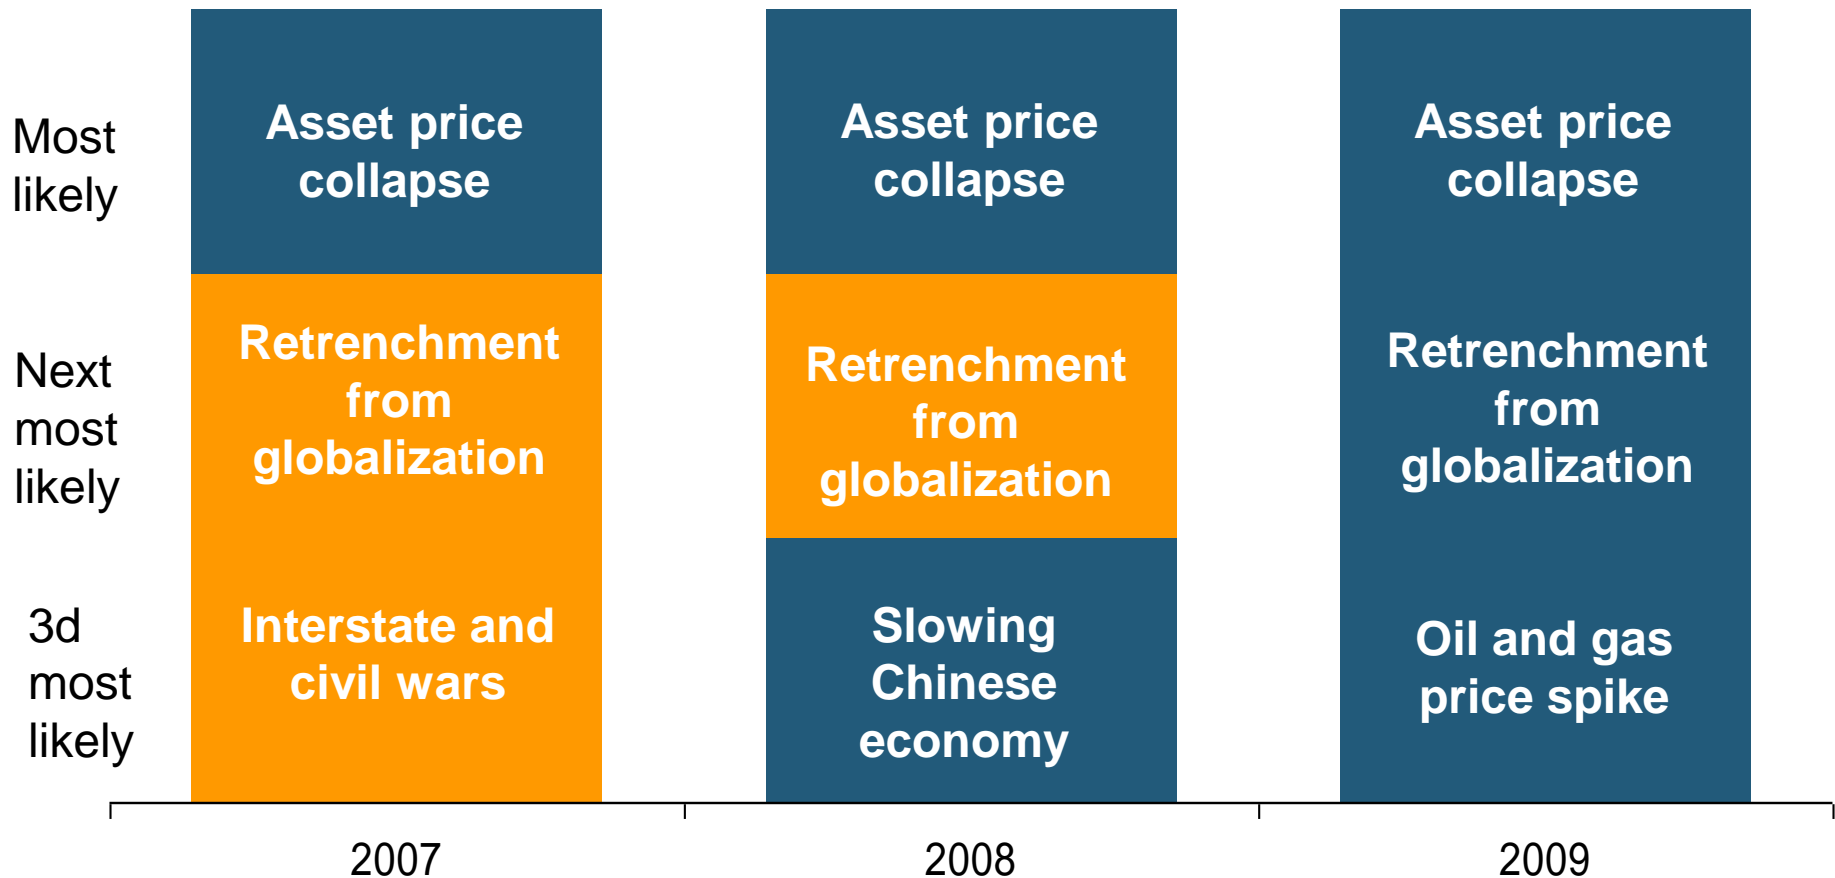 Most
likely
Asset price
collapse
Asset price
collapse
Asset price
collapse
Next
most
likely
Retrenchment
from
globalization
Retrenchment
from
globalization
Retrenchment
from
globalization
3d
most
likely
Interstate and
civil wars
Slowing
Chinese
economy
Oil and gas
price spike
2007
2008
2009